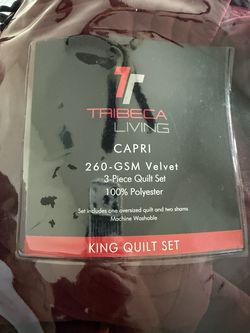 TRIBECA
LIVING
CAPRI
260-GSM Velvet
3-Piece Quilt Set
100% Polyester
Set includes one oversized quilt and two shams
Machine Washable
KING QUILT SET